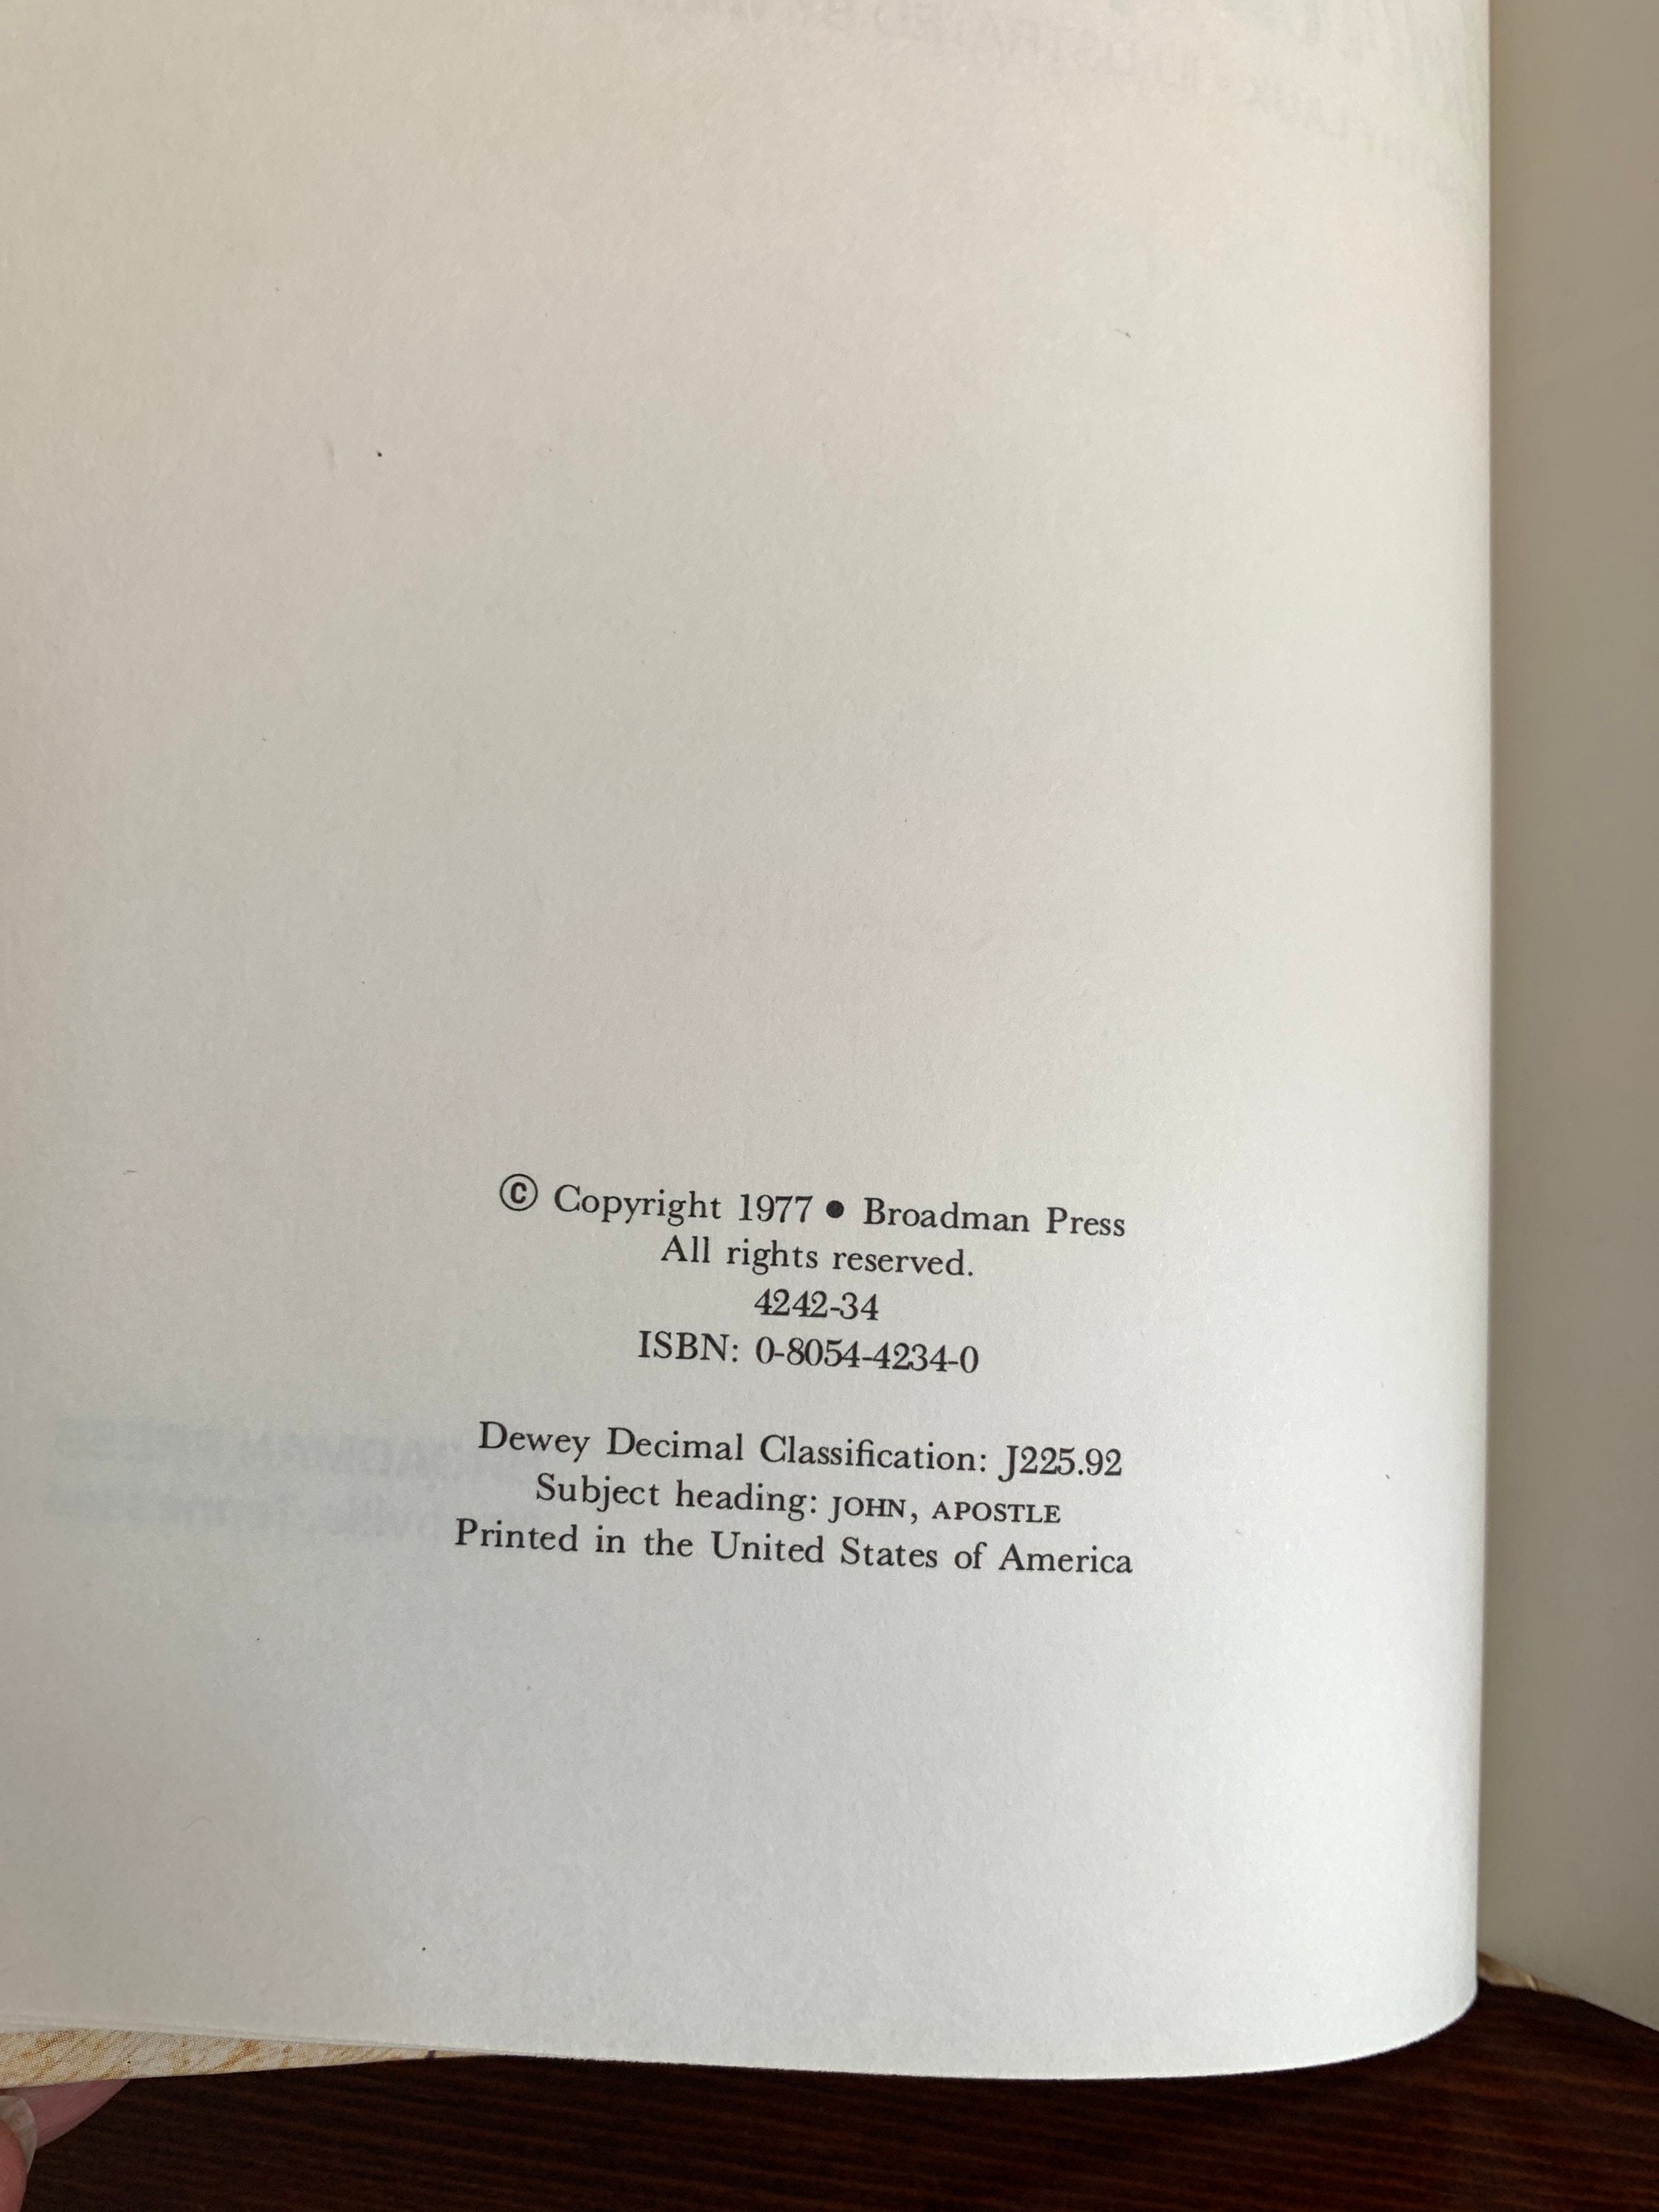 © Copyright 1977 ● Broadman Press
All rights reserved.
4242-34
ISBN: 0-8054-4234-0
Dewey Decimal Classification: J225.92
Subject heading: JOHN, APOSTLE
Printed in the United States of America